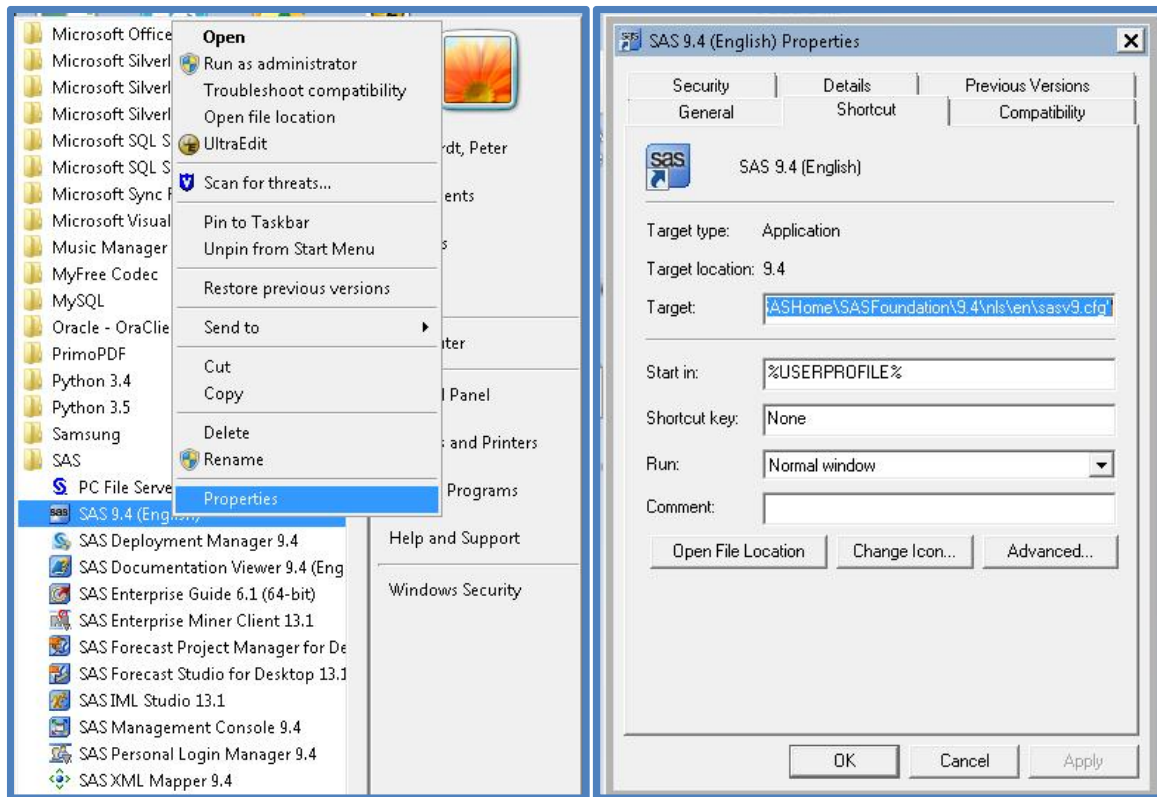 Microsoft Office
Microsoft Silverl
Microsoft Silverl
Microsoft Silverl
Microsoft SQL S
Microsoft SQL S
Microsoft Sync F
Microsoft Visual
Music Manager
MyFree Codec
MySQL
Oracle - OraClie
PrimoPDF
Python 3.4
Python 3.5
Samsung
SAS
PC File Serve
SAS 9.4 (English)
SAS Deployment Manager 9.4
SAS Documentation Viewer 9.4 (Eng
SAS Enterprise Guide 6.1 (64-bit)
SAS Enterprise Miner Client 13.1
SAS Forecast Project Manager for De
SAS Forecast Studio for Desktop 13.1
SAS IML Studio 13.1
SAS Management Console 9.4
SAS Personal Login Manager 9.4
SAS XML Mapper 9.4
Open
Run as administrator
Troubleshoot compatibility
Open file location
UltraEdit
Scan for threats...
Pin to Taskbar
Unpin from Start Menu
Restore previous versions
Send to
Cut
Copy
Delete
Rename
Properties
rdt, Peter
ents
s
uter
l Panel
s and Printers
Programs
Help and Support
Windows Security
SAS 9.4 (English) Properties
Security Details Previous Versions
General Shortcut Compatibility
sas
SAS 9.4 (English)
Target type: Application
Target location: 9.4
Target: ASHome\SASFoundation\9.4\nls\en\sasv9.cfg"
Start in: %USERPROFILE%
Shortcut key: None
Run: Normal window
Comment:
Open File Location Change Icon... Advanced...
OK Cancel Apply